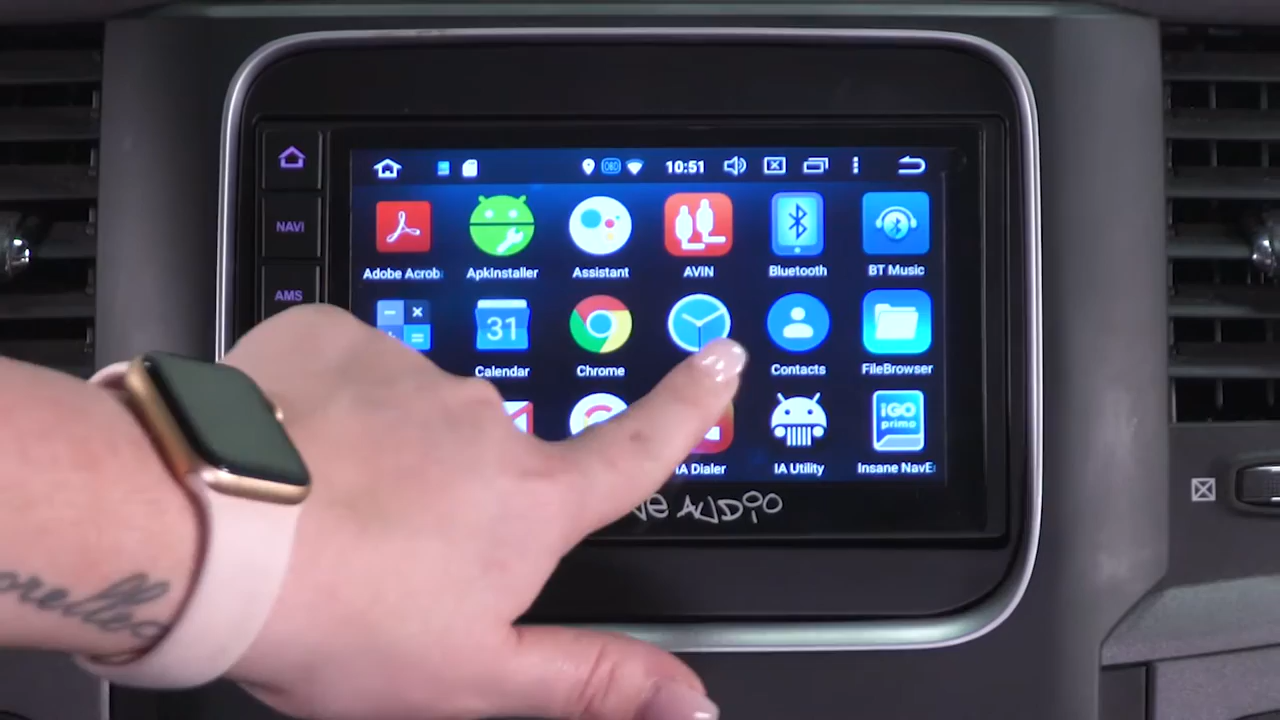 10:51
NAVI
AMS
OBD
Adobe Acrob
ApkInstaller
Assistant
AVIN
Bluetooth
BT Music
31
Calendar
Chrome
Contacts
FileBrowser
IA Dialer
IA Utility
iGO
primo
Insane NavE
AUDIO